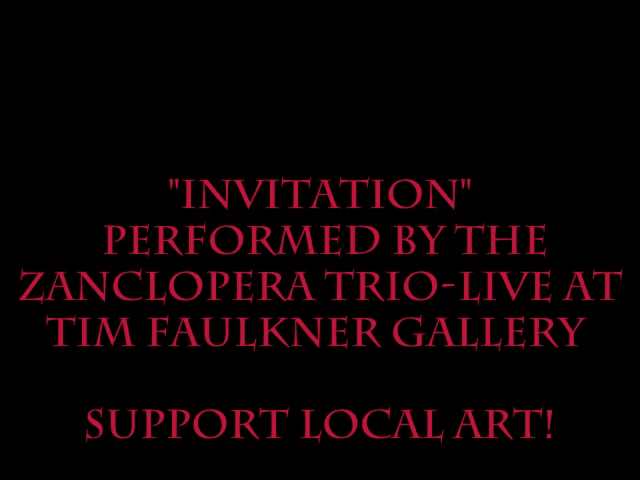 "INVITATION"
PERFORMED BY THE
ZANCLOPERA TRIO-LIVE AT
TIM FAULKNER GALLERY
SUPPORT LOCAL ART!